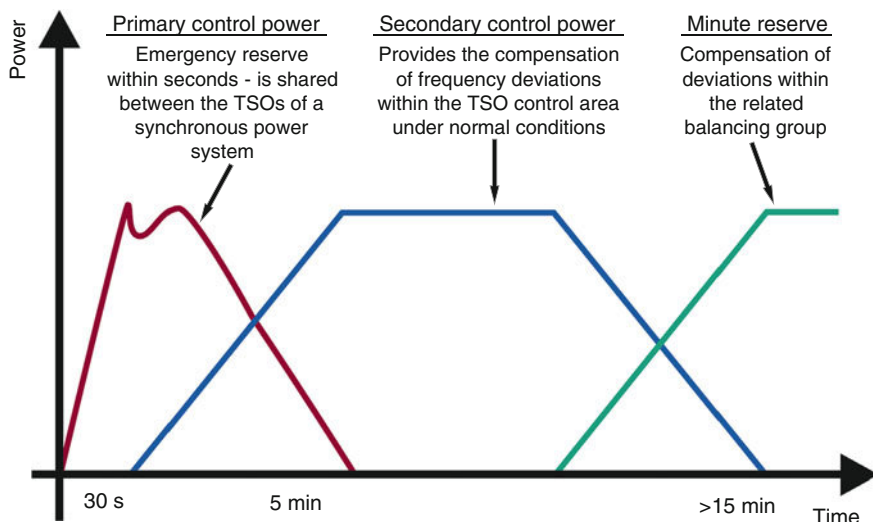 Power
Primary control power
Emergency reserve
within seconds - is shared
between the TSOs of a
synchronous power
system
Secondary control power
Provides the compensation
of frequency deviations
within the TSO control area
under normal conditions
Minute reserve
Compensation of
deviations within
the related
balancing group
30 s
5 min
>15 min
Time